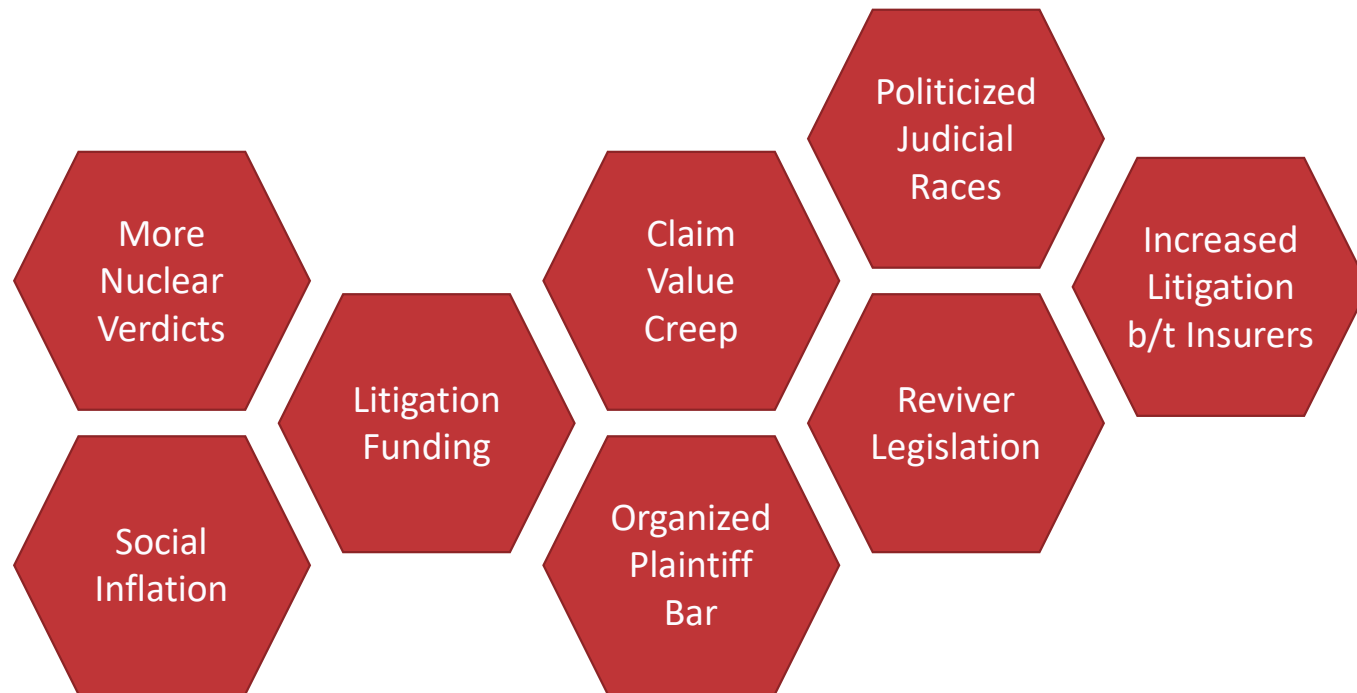 More
Nuclear
Verdicts
Social
Inflation
Litigation
Funding
Claim
Value
Creep
Organized
Plaintiff
Bar
Politicized
Judicial
Races
Reviver
Legislation
Increased
Litigation
b/t Insurers